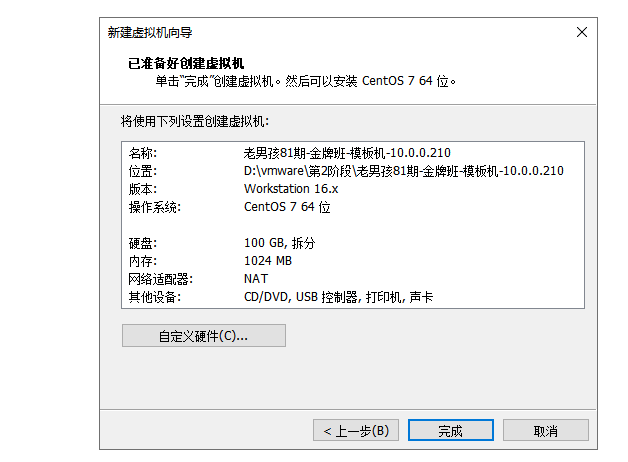 新建虚拟机向导
已准备好创建虚拟机
单击“完成”创建虚拟机。然后可以安装 CentOS 7 64 位。
将使用下列设置创建虚拟机:
名称: 老男孩81期-金牌班-模板机-10.0.0.210
位置: D:\vmware\第2阶段\老男孩81期-金牌班-模板机-10.0.0.210
版本: Workstation 16.x
操作系统: CentOS 7 64 位
硬盘: 100 GB, 拆分
内存: 1024 MB
网络适配器: NAT
其他设备: CD/DVD, USB 控制器, 打印机, 声卡
自定义硬件(C)...
< 上一步(B) 完成 取消